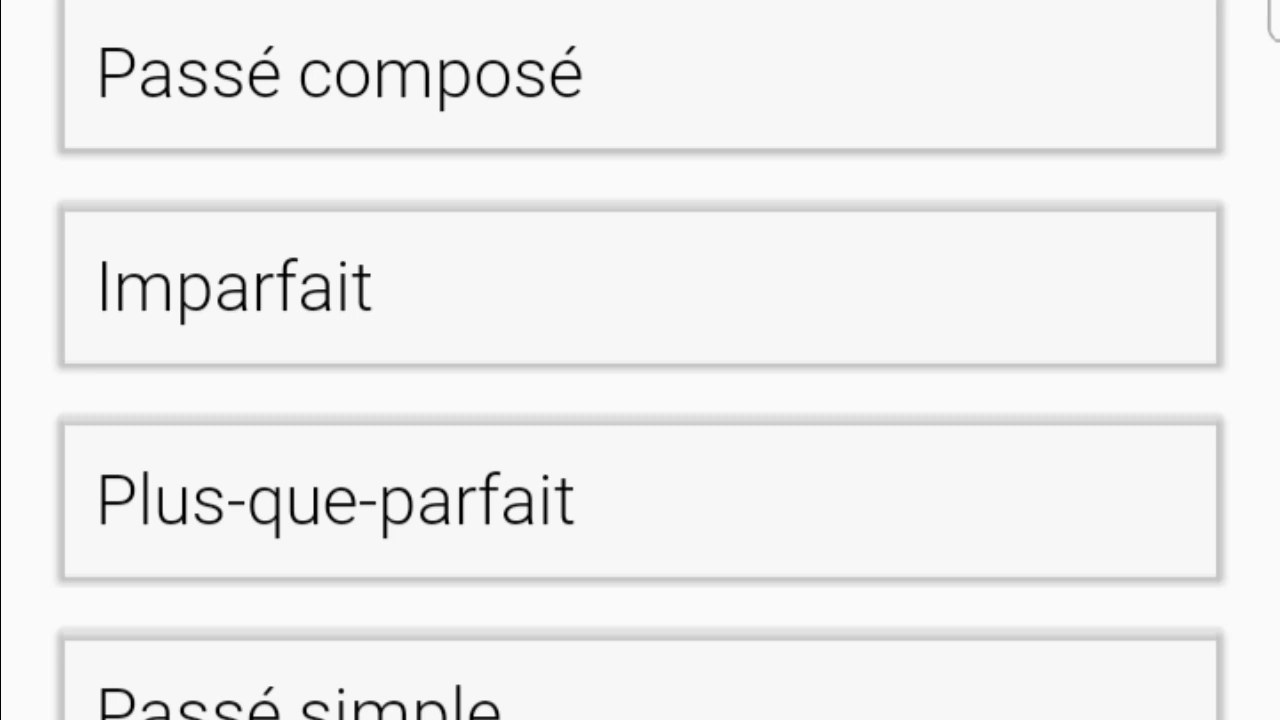 Passé composé
Imparfait
Plus-que-parfait
Passé simple